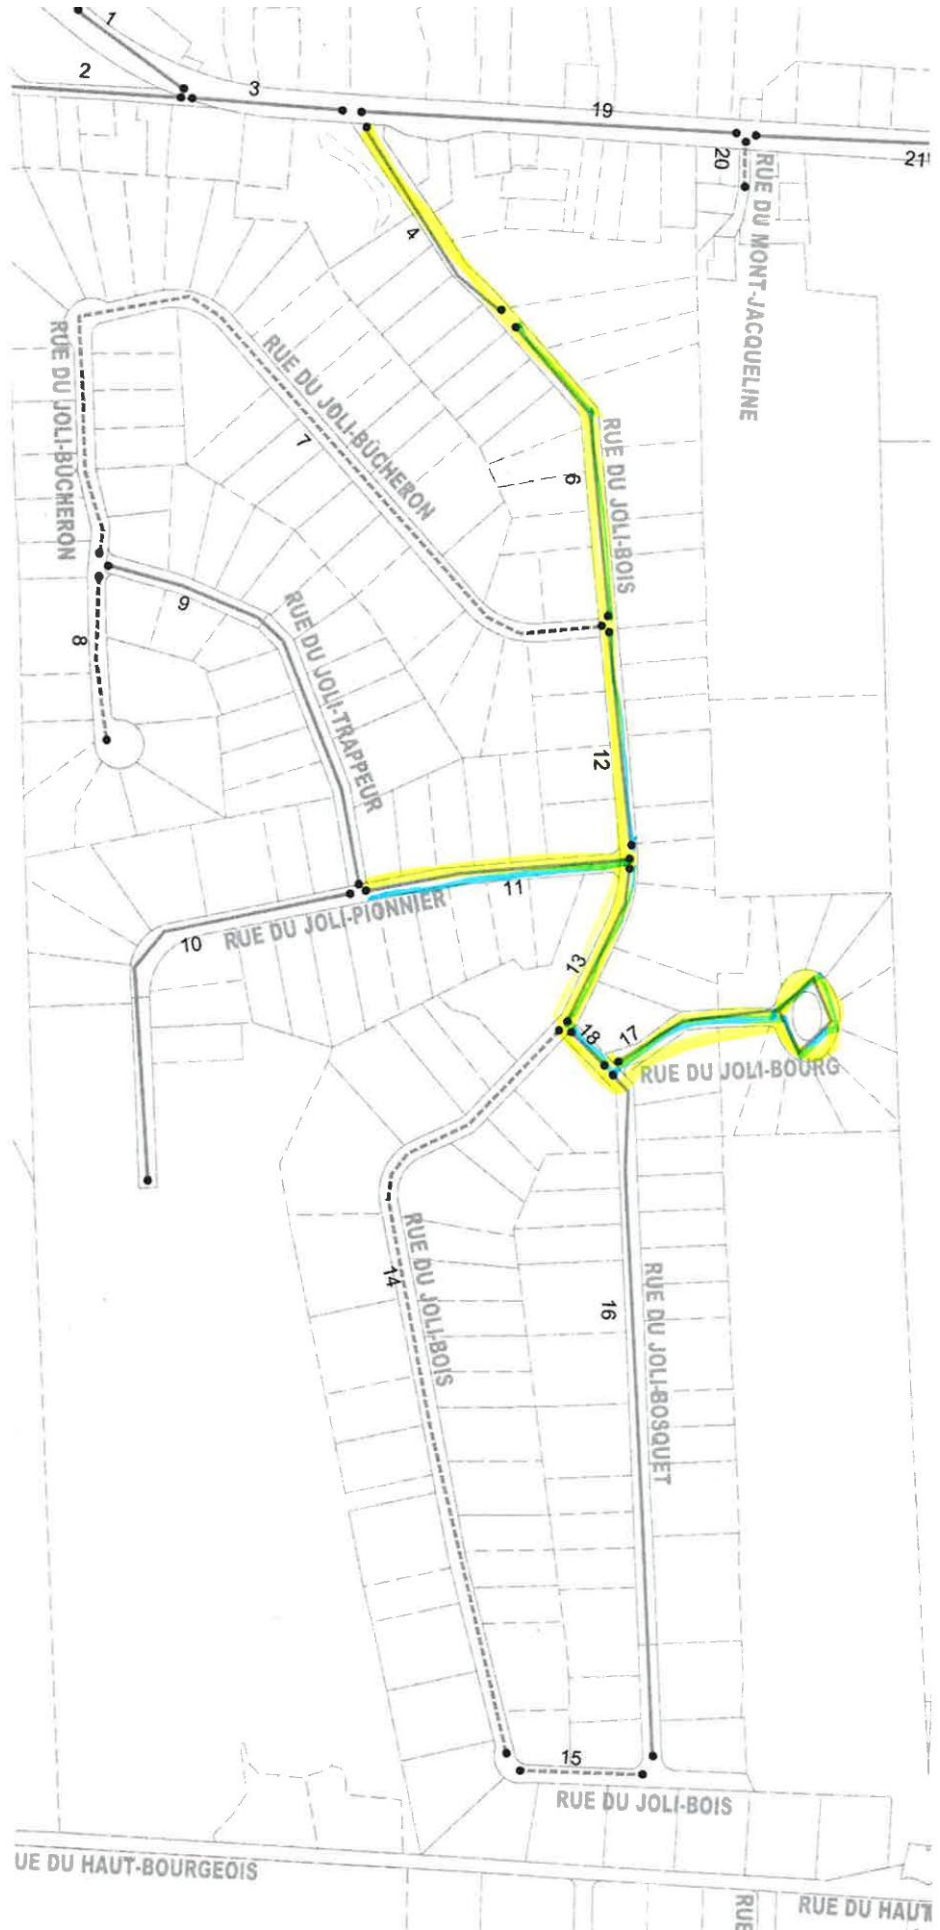 1
2
3
19
20
21
RUE DU MONT-JACQUELINE
4
RUE DU JOLI-BÛCHERON
RUE DU JOLI-BÛCHERON
7
6
RUE DU JOLI-BOIS
9
8
RUE DU JOLI-TRAPPEUR
12
11
RUE DU JOLI-PIONNIER
10
13
18
17
RUE DU JOLI-BOURG
14
RUE DU JOLI-BOIS
16
RUE DU JOLI-BOSQUET
15
RUE DU JOLI-BOIS
UE DU HAUT-BOURGEOIS
RUE
RUE DU HAUT